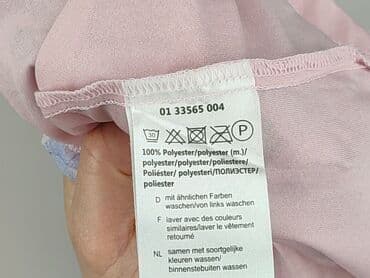 01 33565 004
30 P
100% Polyester/polyester (m.)/
polyester/polyester/poliestere/
Poliéster/ polyesteri/ПОЛИЭСТЕР/
poliester
D mit ähnlichen Farben
waschen/von links waschen
F laver avec des couleurs
similaires/laver le vêtement
retourné
NL samen met soortgelijke
kleuren wassen/
binnenstebuiten wassen